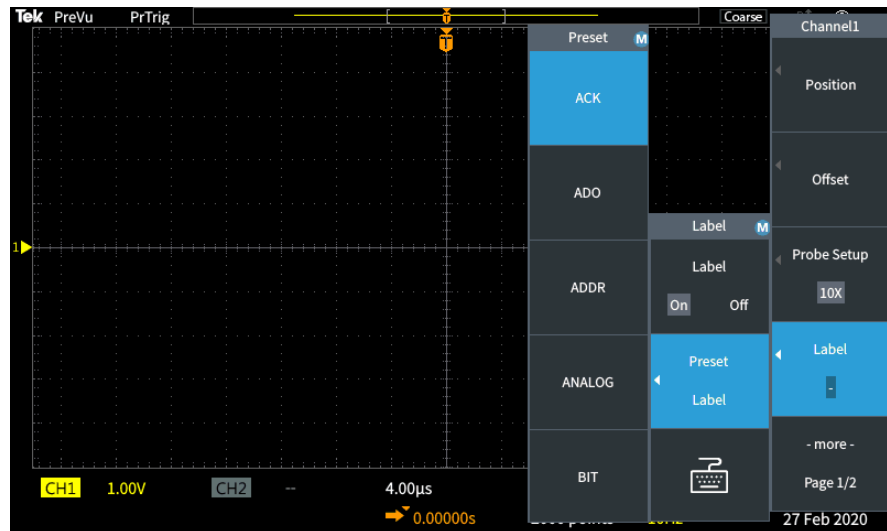 Tek PreVu PrTrig
Coarse
T
T
1
Preset M
ACK
ADO
ADDR
ANALOG
BIT
Label M
Label
On Off
Preset
Label
Channel1
Position
Offset
Probe Setup
10X
Label
-
- more -
Page 1/2
CH1 1.00V CH2 -- 4.00µs
0.00000s
27 Feb 2020